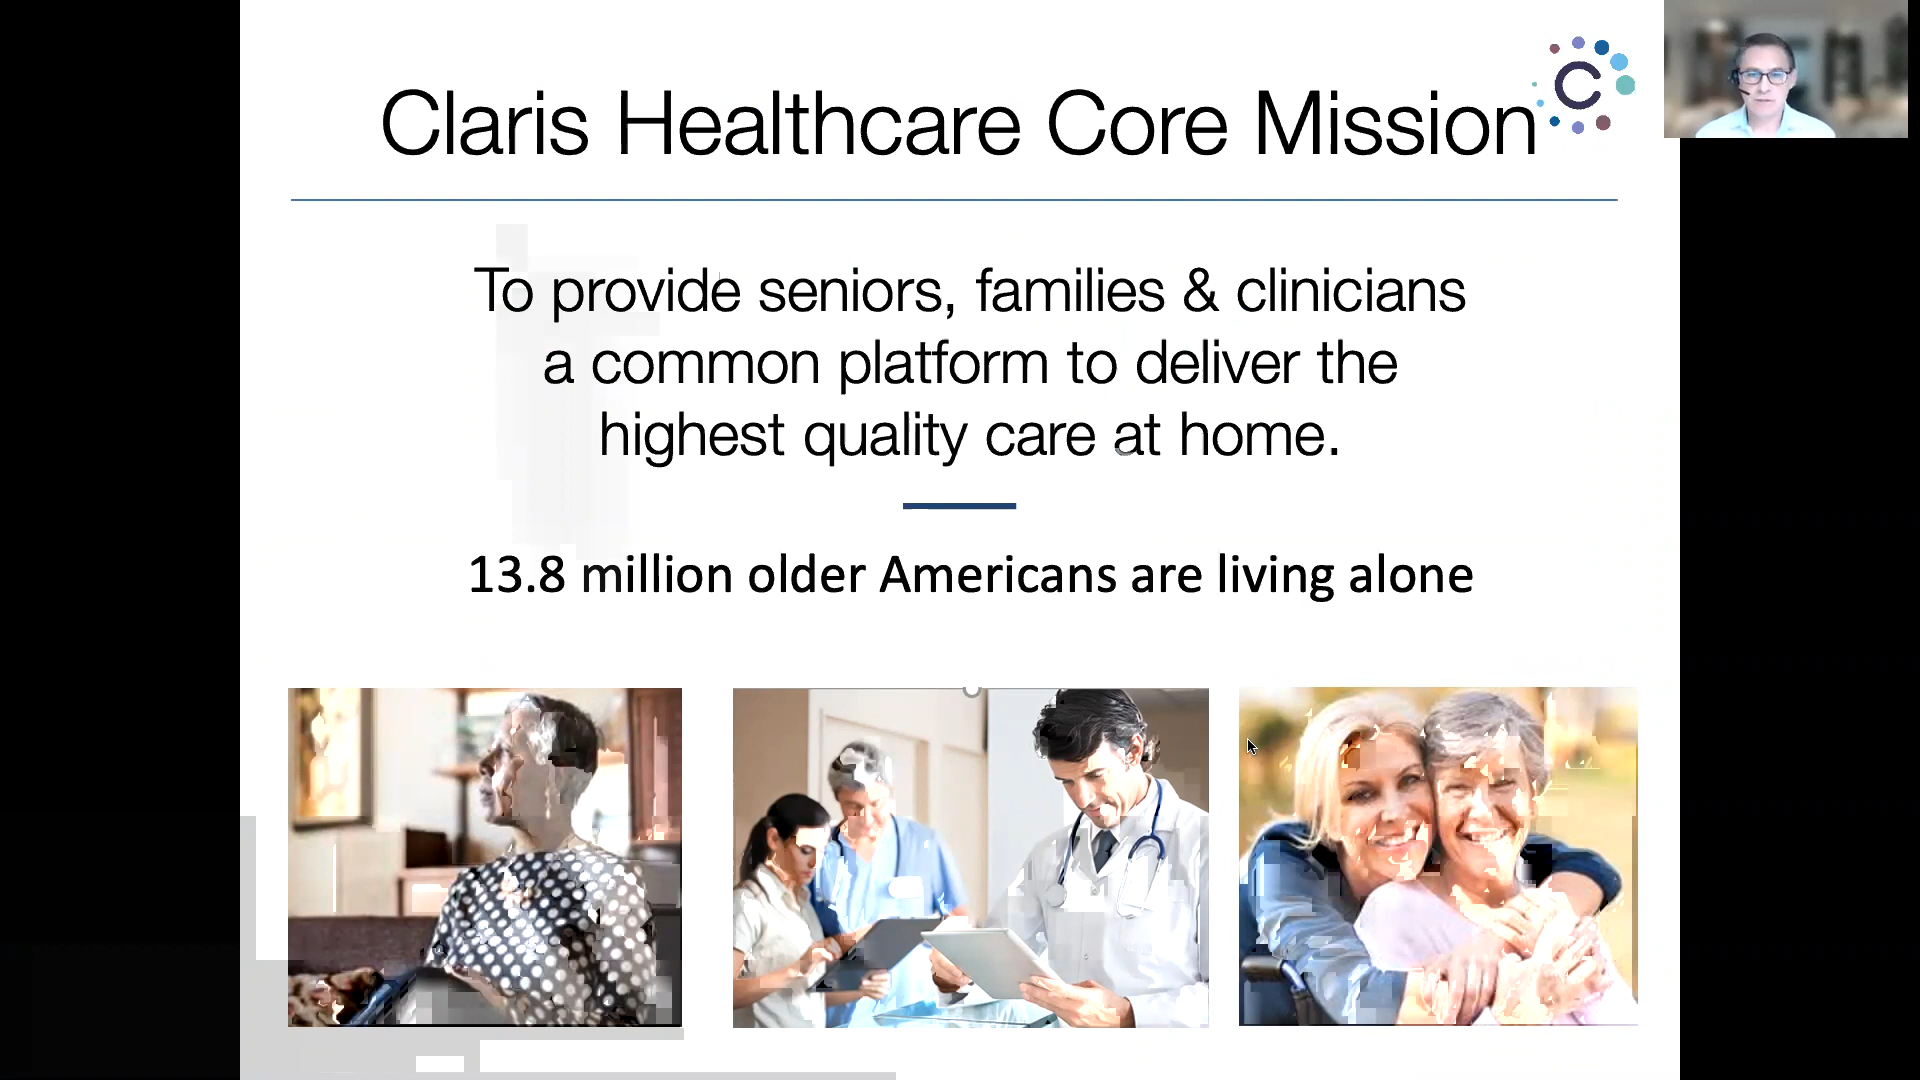 Claris Healthcare Core Mission
To provide seniors, families & clinicians
a common platform to deliver the
highest quality care at home.
13.8 million older Americans are living alone